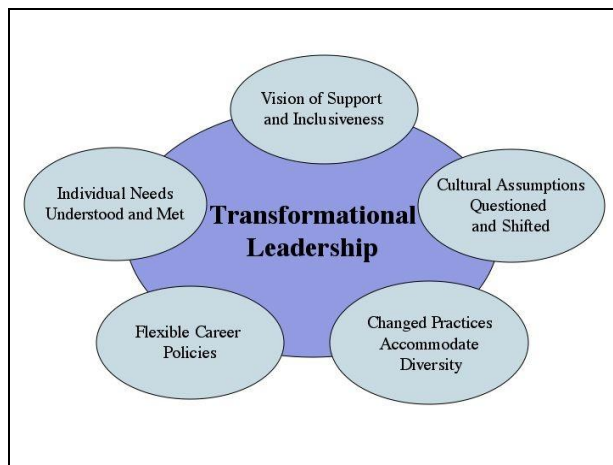 Vision of Support
and Inclusiveness
Individual Needs
Understood and Met
Transformational
Leadership
Cultural Assumptions
Questioned
and Shifted
Flexible Career
Policies
Changed Practices
Accommodate
Diversity